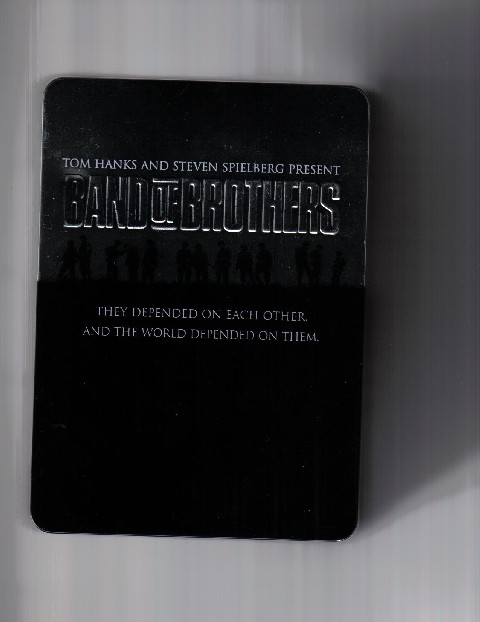 TOM HANKS AND STEVEN SPIELBERG PRESENT
BAND OF BROTHERS
THEY DEPENDED ON EACH OTHER.
AND THE WORLD DEPENDED ON THEM.